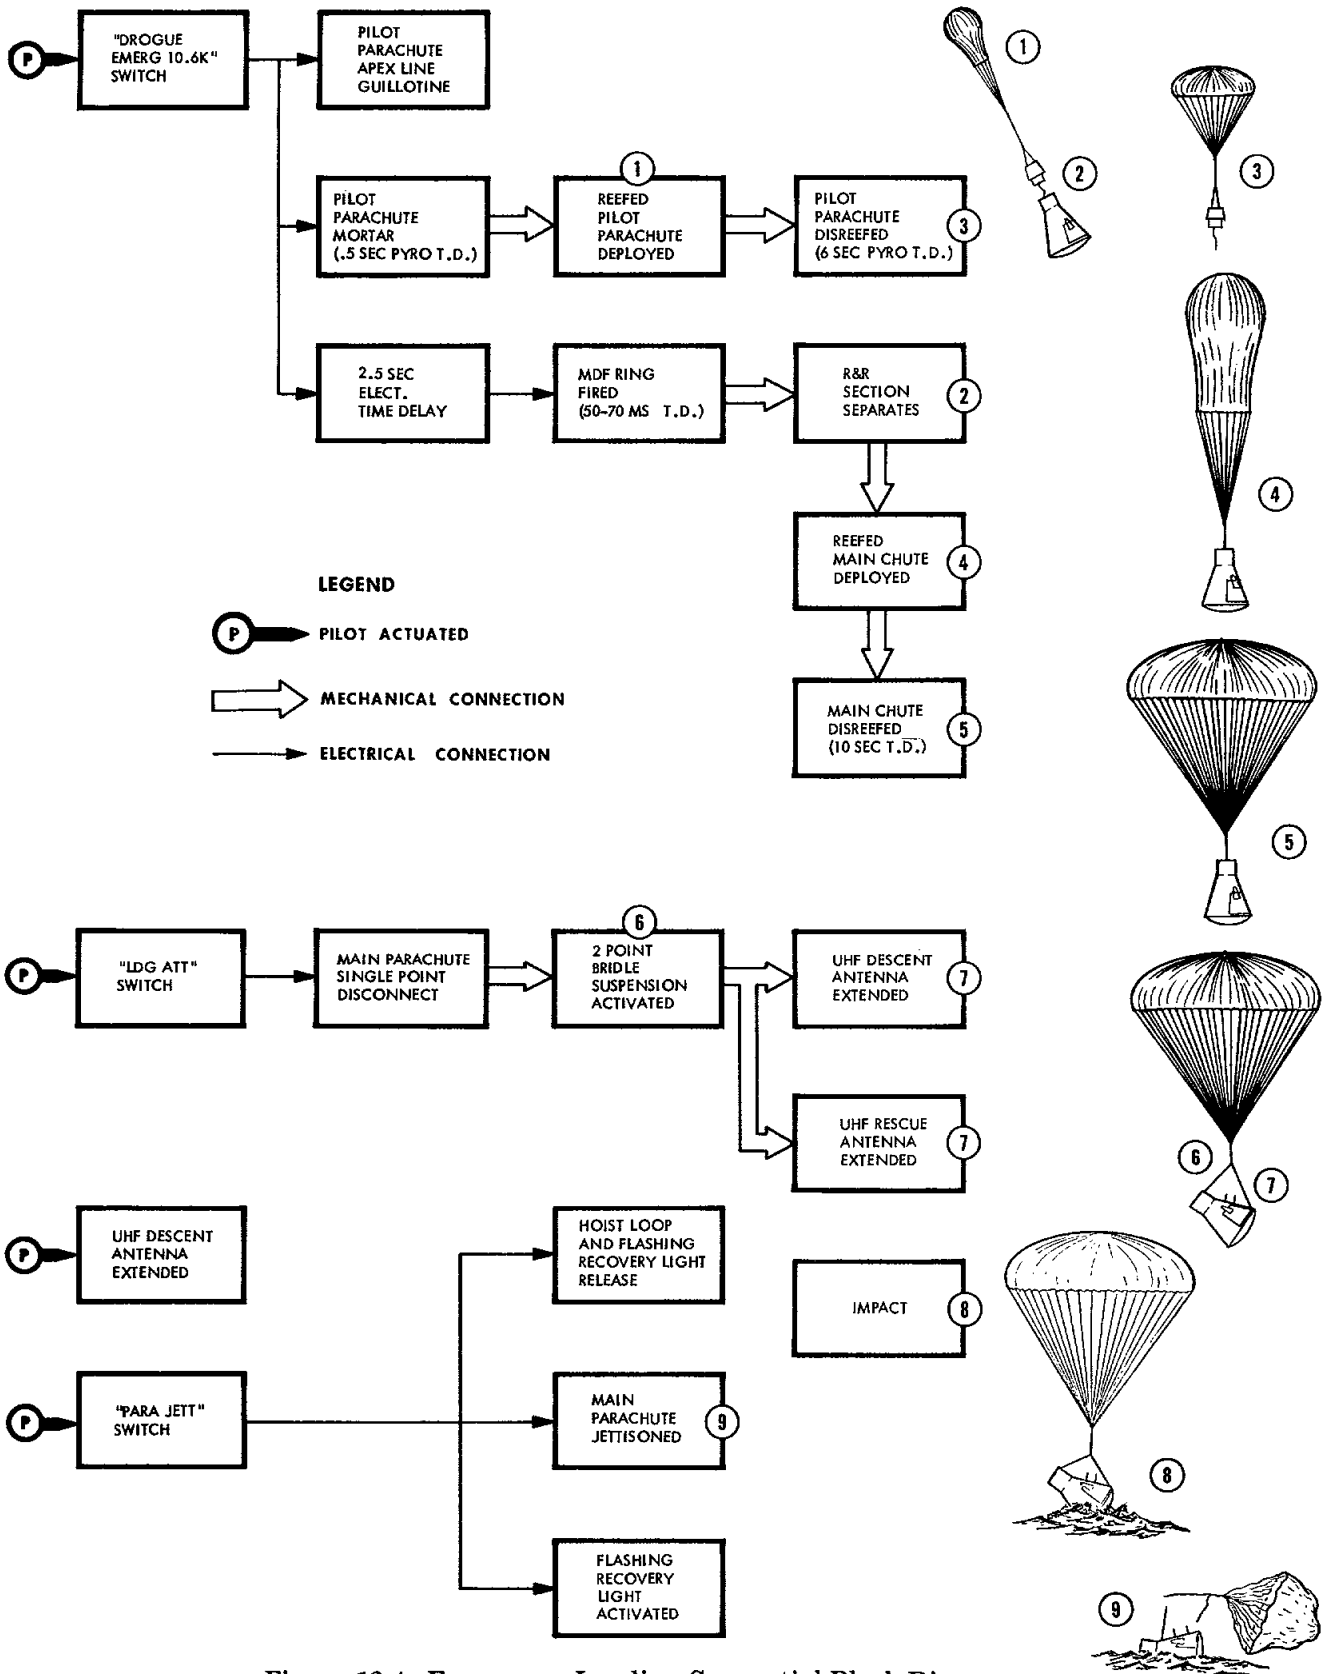 P
"DROGUE
EMERG 10.6K"
SWITCH
PILOT
PARACHUTE
APEX LINE
GUILLOTINE
1
2
3
1
PILOT
PARACHUTE
MORTAR
(.5 SEC PYRO T.D.)
REEFED
PILOT
PARACHUTE
DEPLOYED
PILOT
PARACHUTE
DISREEFED
(6 SEC PYRO T.D.)
3
2.5 SEC
ELECT.
TIME DELAY
MDF RING
FIRED
(50-70 MS T.D.)
R&R
SECTION
SEPARATES
2
4
REEFED
MAIN CHUTE
DEPLOYED
4
LEGEND
P PILOT ACTUATED
MECHANICAL CONNECTION
ELECTRICAL CONNECTION
MAIN CHUTE
DISREEFED
(10 SEC T.D.)
5
5
P
"LDG ATT"
SWITCH
MAIN PARACHUTE
SINGLE POINT
DISCONNECT
6
2 POINT
BRIDLE
SUSPENSION
ACTIVATED
UHF DESCENT
ANTENNA
EXTENDED
7
UHF RESCUE
ANTENNA
EXTENDED
7
6
7
P
UHF DESCENT
ANTENNA
EXTENDED
HOIST LOOP
AND FLASHING
RECOVERY LIGHT
RELEASE
IMPACT
8
P
"PARA JETT"
SWITCH
MAIN
PARACHUTE
JETTISONED
9
8
FLASHING
RECOVERY
LIGHT
ACTIVATED
9